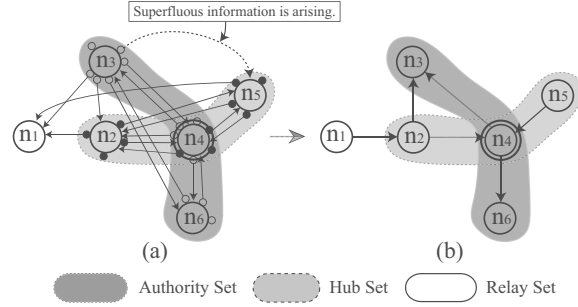 Superfluous information is arising.
n3 n3
n5 n5
n1 n2 n4 n1 n2 n4
n6 n6
(a) (b)
Authority Set Hub Set Relay Set